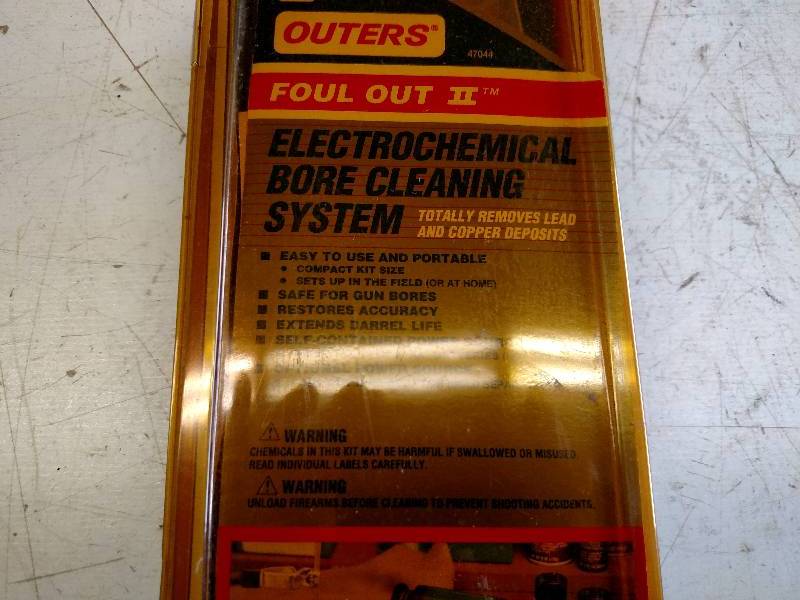 OUTERS®
47044
FOUL OUT II™
ELECTROCHEMICAL
BORE CLEANING
SYSTEM
TOTALLY REMOVES LEAD
AND COPPER DEPOSITS
■ EASY TO USE AND PORTABLE
• COMPACT KIT SIZE
• SETS UP IN THE FIELD (OR AT HOME)
■ SAFE FOR GUN BORES
■ RESTORES ACCURACY
■ EXTENDS BARREL LIFE
■ SELF-CONTAINED POWER
WARNING
CHEMICALS IN THIS KIT MAY BE HARMFUL IF SWALLOWED OR MISUSED.
READ INDIVIDUAL LABELS CAREFULLY.
WARNING
UNLOAD FIREARMS BEFORE CLEANING TO PREVENT SHOOTING ACCIDENTS.